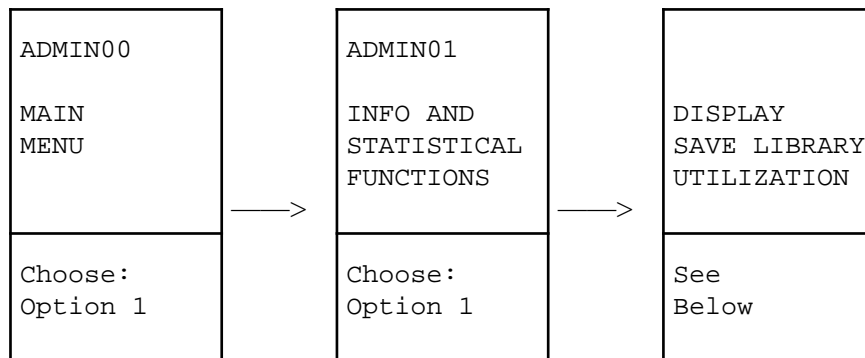 ADMIN00
MAIN
MENU
Choose:
Option 1
ADMIN01
INFO AND
STATISTICAL
FUNCTIONS
Choose:
Option 1
DISPLAY
SAVE LIBRARY
UTILIZATION
See
Below